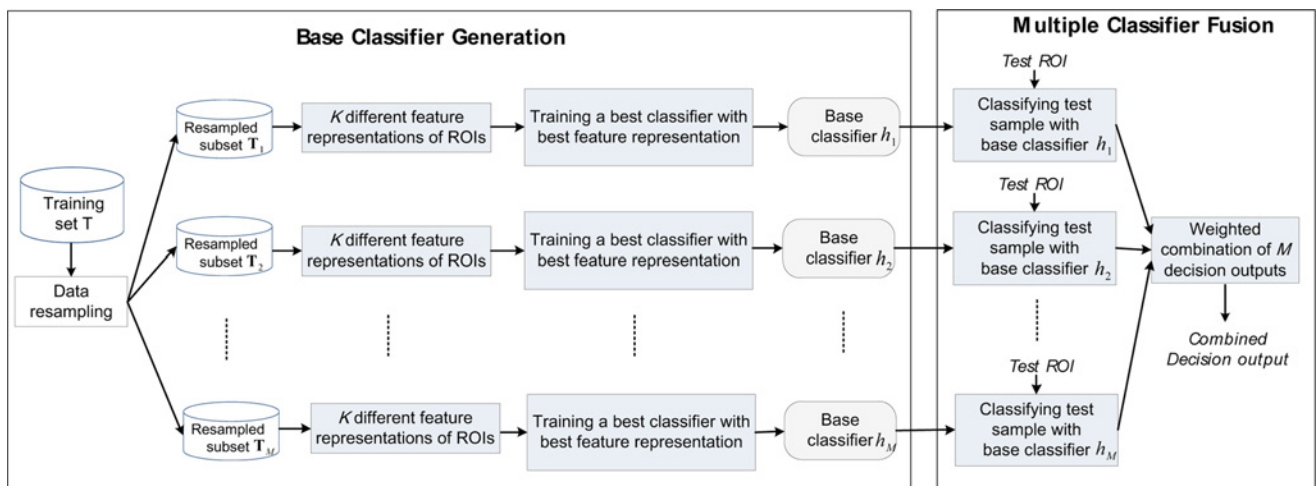 Base Classifier Generation
Multiple Classifier Fusion
Training
set T
Data
resampling
Resampled
subset T₁
K different feature
representations of ROIs
Training a best classifier with
best feature representation
Base
classifier h₁
Test ROI
Classifying test
sample with
base classifier h₁
Resampled
subset T₂
K different feature
representations of ROIs
Training a best classifier with
best feature representation
Base
classifier h₂
Test ROI
Classifying test
sample with
base classifier h₂
Resampled
subset T_M
K different feature
representations of ROIs
Training a best classifier with
best feature representation
Base
classifier h_M
Test ROI
Classifying test
sample with
base classifier h_M
Weighted
combination of M
decision outputs
Combined
Decision output